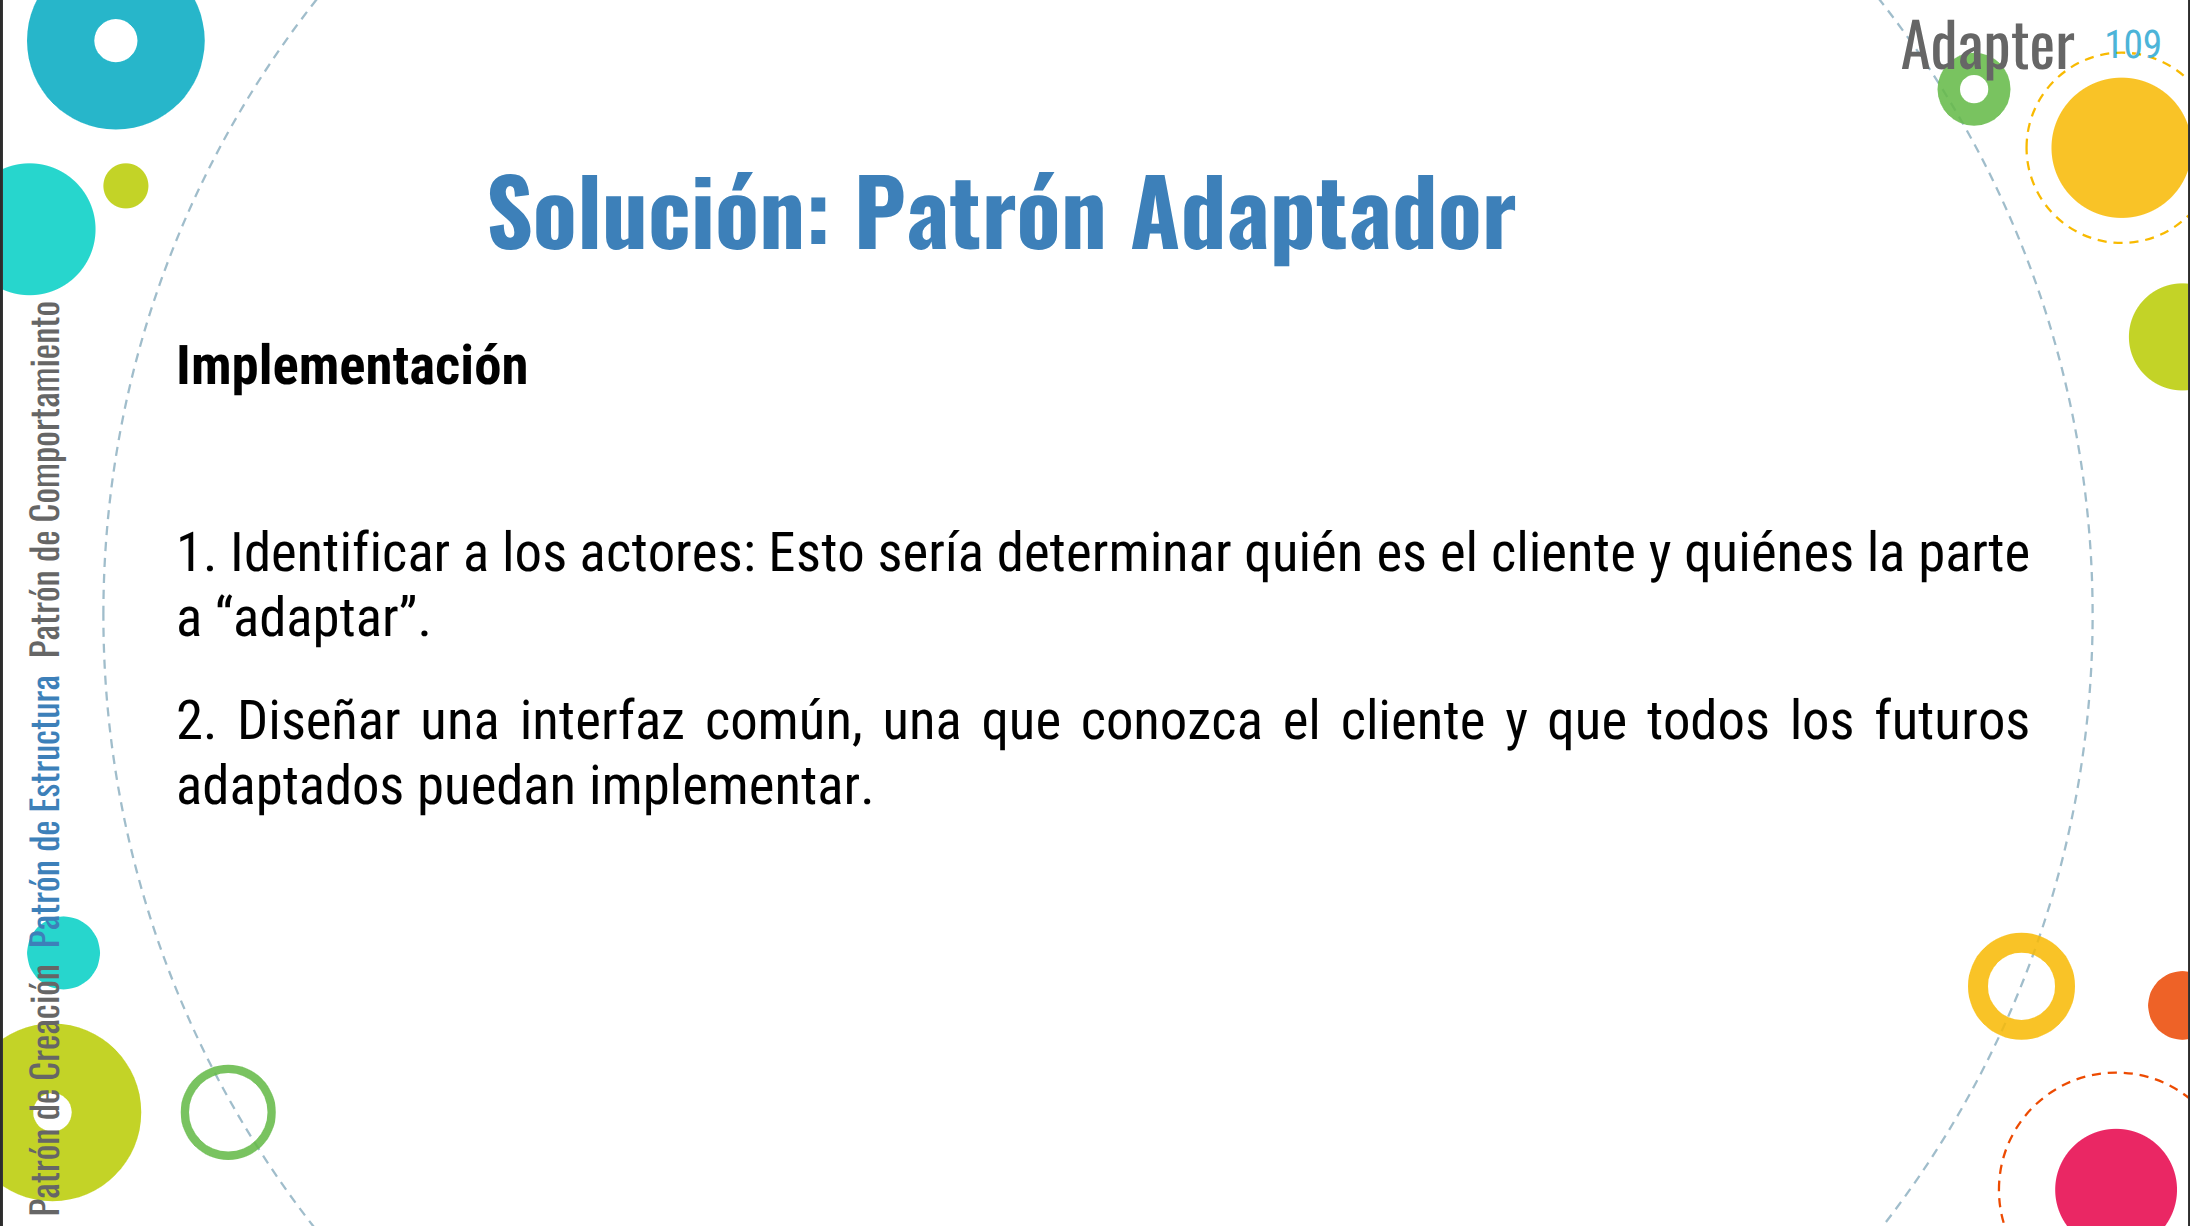 Adapter 109
Solución: Patrón Adaptador
Implementación
1. Identificar a los actores: Esto sería determinar quién es el cliente y quiénes la parte
a “adaptar”.
2. Diseñar una interfaz común, una que conozca el cliente y que todos los futuros
adaptados puedan implementar.
Patrón de Creación Patrón de Estructura Patrón de Comportamiento